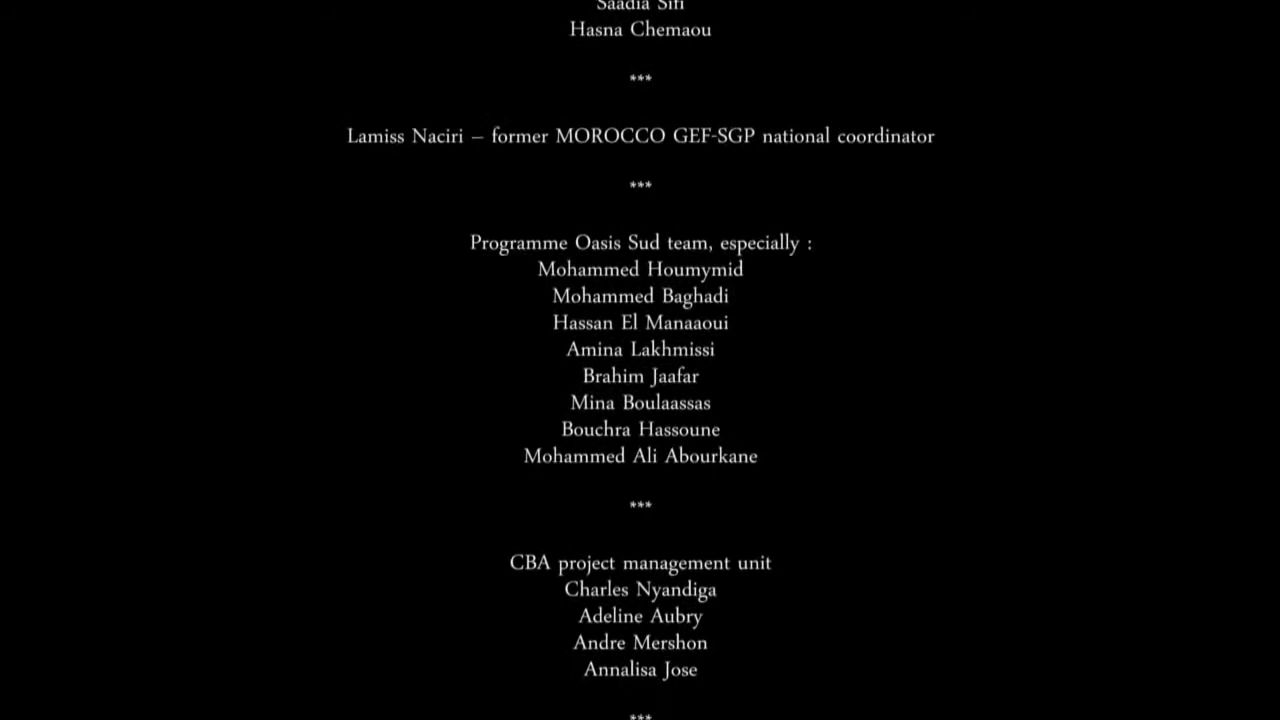 Saadia Sifi
Hasna Chemaou
***
Lamiss Naciri – former MOROCCO GEF-SGP national coordinator
***
Programme Oasis Sud team, especially :
Mohammed Houmymid
Mohammed Baghadi
Hassan El Manaaoui
Amina Lakhmissi
Brahim Jaafar
Mina Boulaassas
Bouchra Hassoune
Mohammed Ali Abourkane
***
CBA project management unit
Charles Nyandiga
Adeline Aubry
Andre Mershon
Annalisa Jose
***